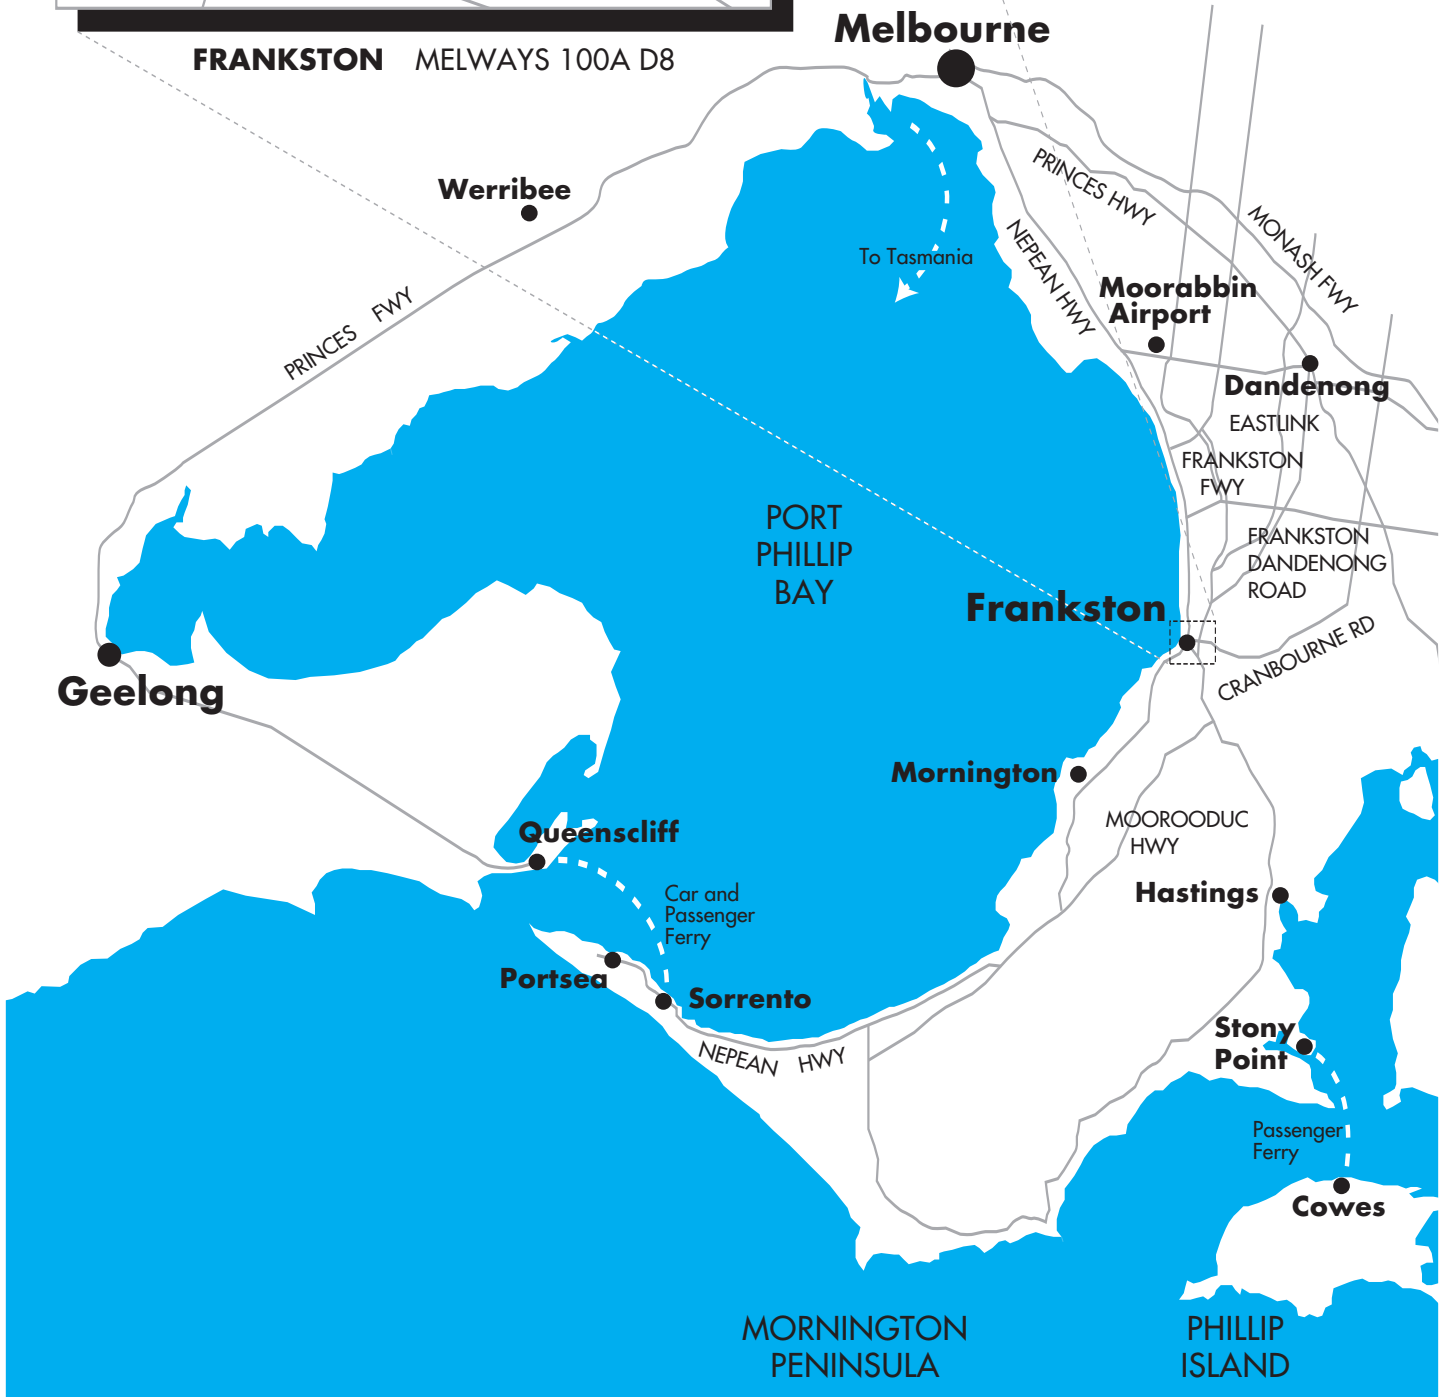 Melbourne
FRANKSTON MELWAYS 100A D8
PRINCES HWY
Werribee
MONASH FWY
NEPEAN HWY
To Tasmania
Moorabbin
Airport
PRINCES FWY
Dandenong
EASTLINK
FRANKSTON
FWY
PORT
PHILLIP
BAY
FRANKSTON
DANDENONG
ROAD
Frankston
CRANBOURNE RD
Geelong
Mornington
MOOROODUC
HWY
Queenscliff
Car and
Passenger
Ferry
Hastings
Portsea
Sorrento
NEPEAN HWY
Stony
Point
Passenger
Ferry
Cowes
MORNINGTON
PENINSULA
PHILLIP
ISLAND